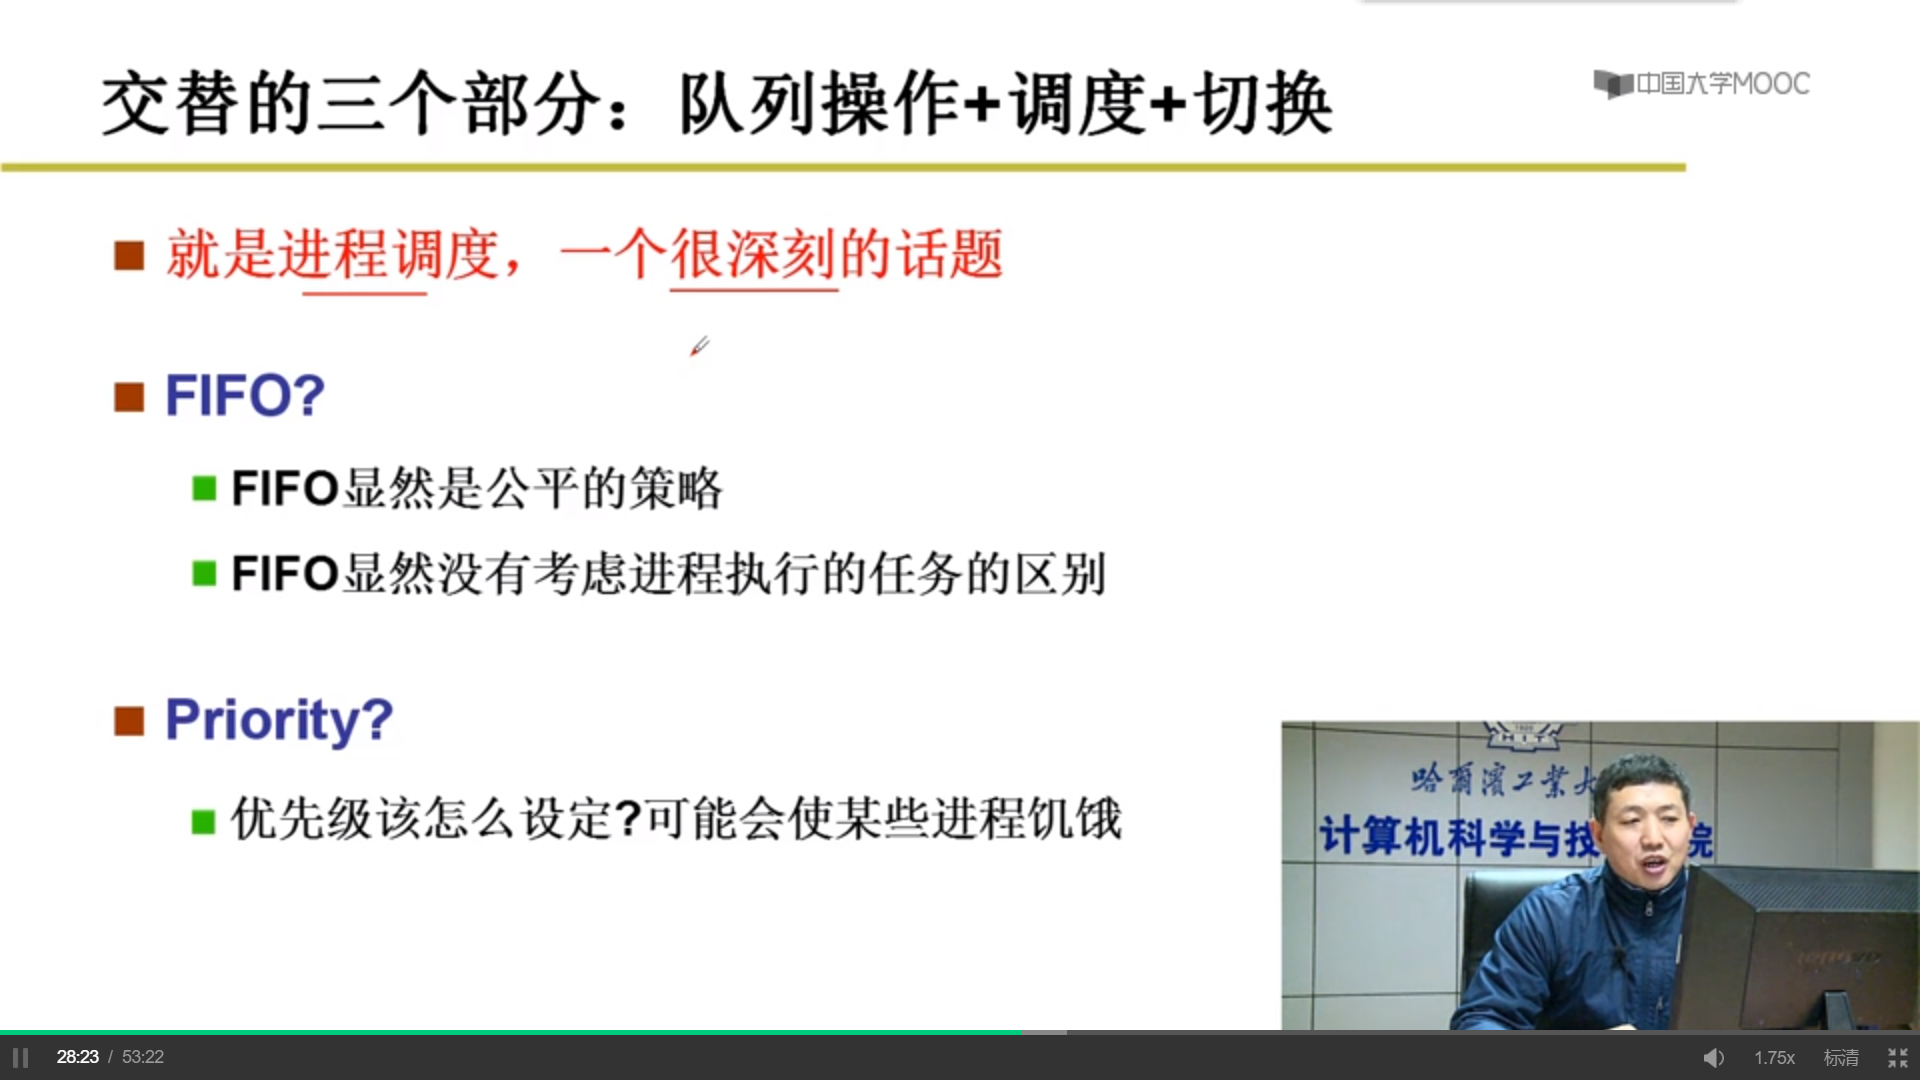 交替的三个部分：队列操作+调度+切换
中国大学MOOC
就是进程调度，一个很深刻的话题
FIFO?
FIFO显然是公平的策略
FIFO显然没有考虑进程执行的任务的区别
Priority?
优先级该怎么设定?可能会使某些进程饥饿
HIT
哈尔滨工业大
计算机科学与技 院
28:23 / 53:22
1.75x
标清